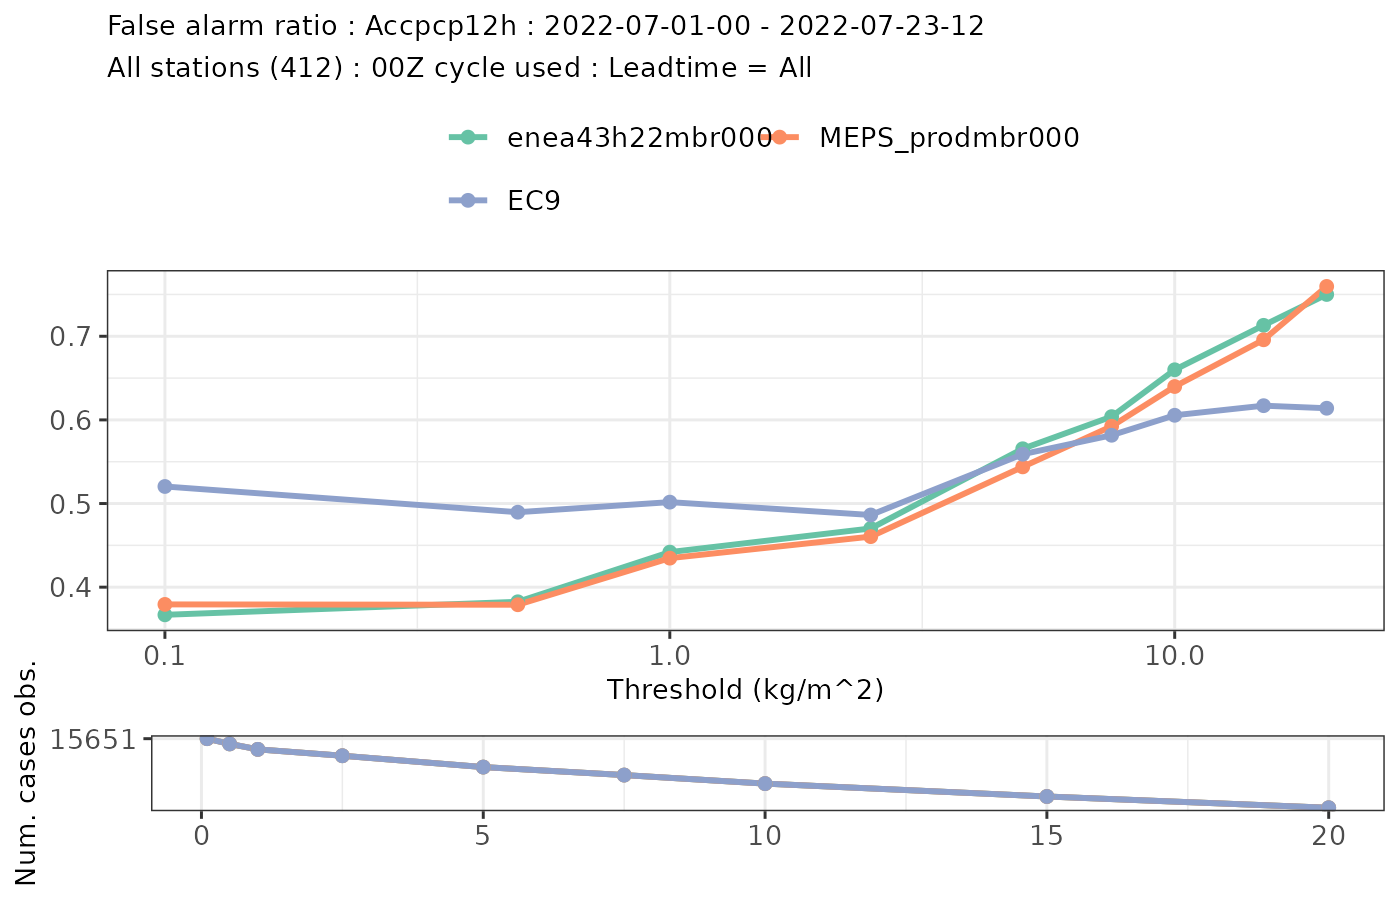 False alarm ratio : Accpcp12h : 2022-07-01-00 - 2022-07-23-12
All stations (412) : 00Z cycle used : Leadtime = All
enea43h22mbr000 MEPS_prodmbr000
EC9
0.7
0.6
0.5
0.4
0.1 1.0 10.0
Threshold (kg/m^2)
Num. cases obs.
15651
0 5 10 15 20